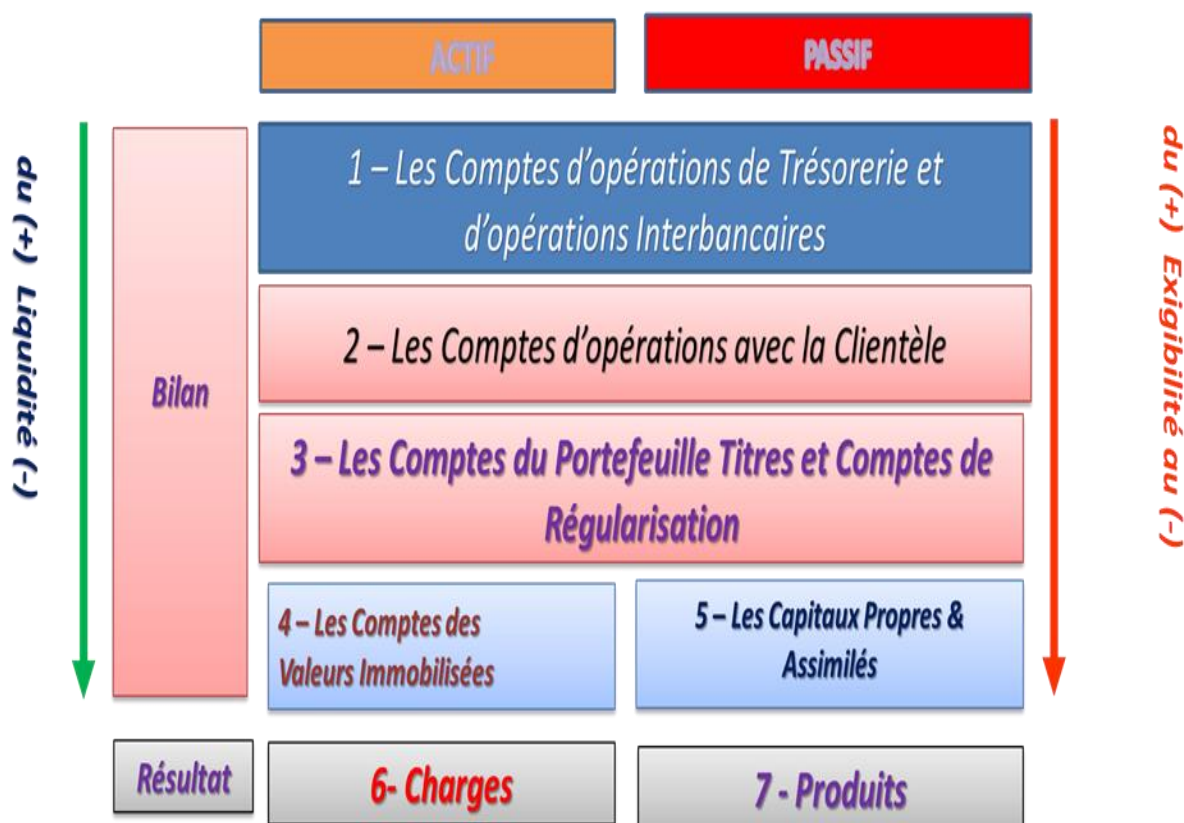 ACTIF
PASSIF
du (+) Liquidité (-)
Bilan
1 – Les Comptes d'opérations de Trésorerie et
d'opérations Interbancaires
2 – Les Comptes d'opérations avec la Clientèle
3 – Les Comptes du Portefeuille Titres et Comptes de
Régularisation
4 – Les Comptes des
Valeurs Immobilisées
5 – Les Capitaux Propres &
Assimilés
du (+) Exigibilité au (-)
Résultat
6- Charges
7 - Produits